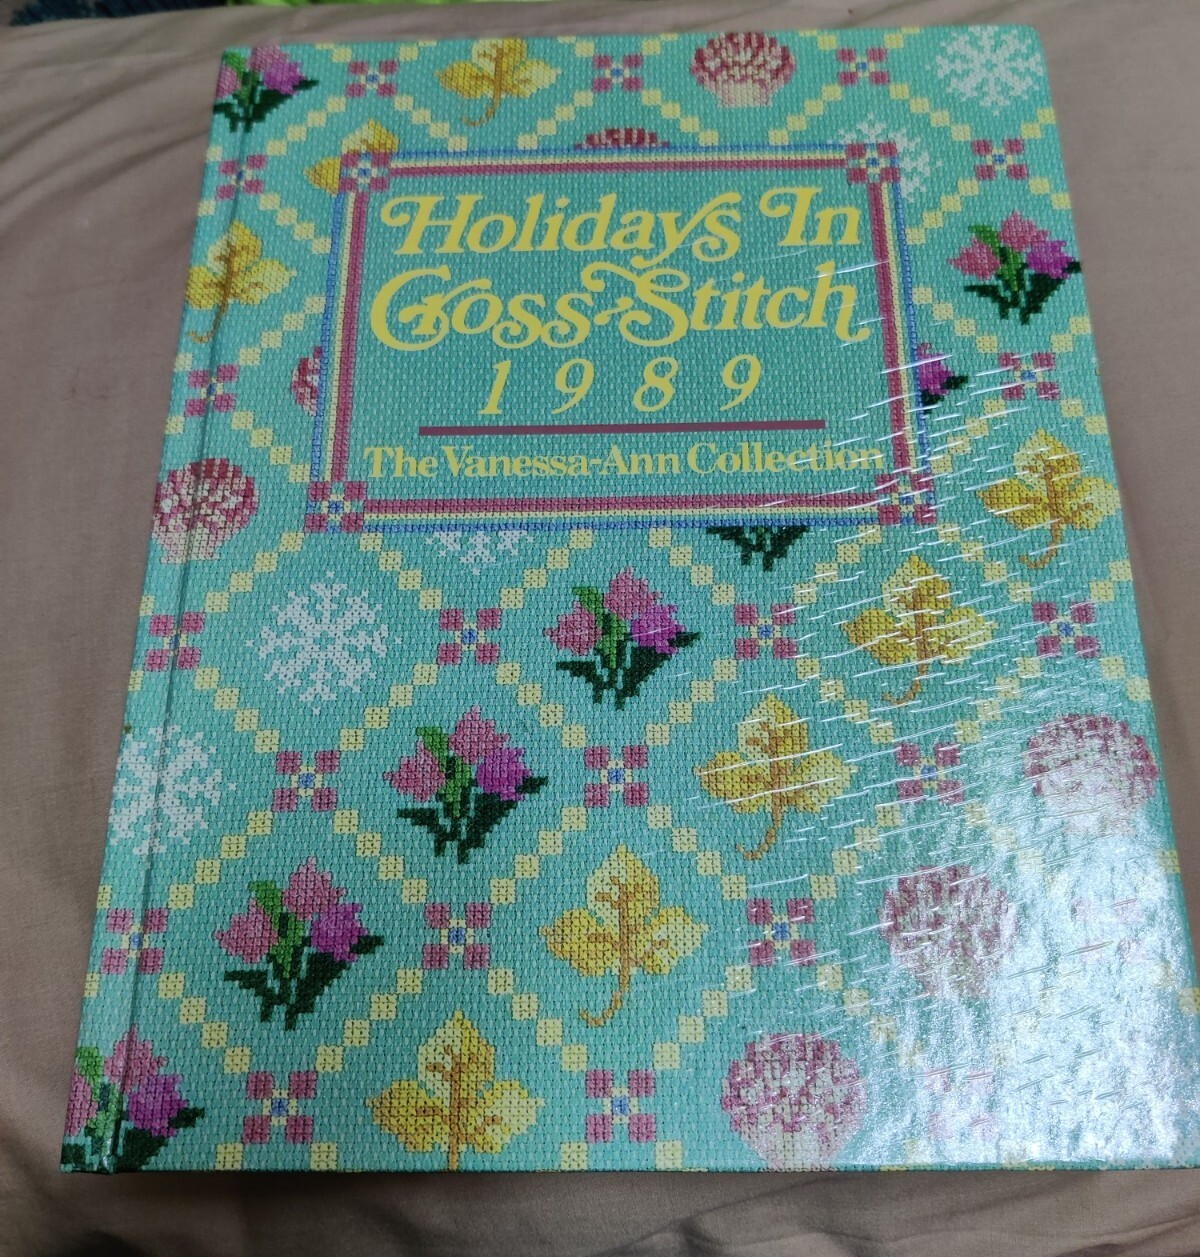 Holidays In
Cross-Stitch
1989
The Vanessa-Ann Collection